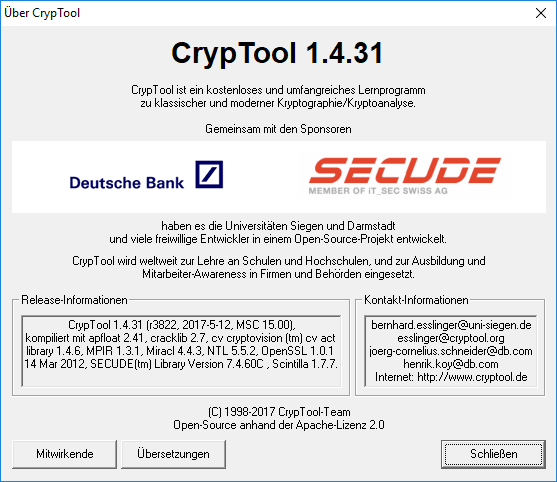 Über CrypTool
CrypTool 1.4.31
CrypTool ist ein kostenloses und umfangreiches Lernprogramm
zu klassischer und moderner Kryptographie/Kryptoanalyse.
Gemeinsam mit den Sponsoren
Deutsche Bank
SECUDE
MEMBER OF iT_SEC SWISS AG
haben es die Universitäten Siegen und Darmstadt
und viele freiwillige Entwickler in einem Open-Source-Projekt entwickelt.
CrypTool wird weltweit zur Lehre an Schulen und Hochschulen, und zur Ausbildung und
Mitarbeiter-Awareness in Firmen und Behörden eingesetzt.
Release-Informationen
CrypTool 1.4.31 (r3822, 2017-5-12, MSC 15.00),
kompiliert mit apfloat 2.41, cracklib 2.7, cv cryptovision (tm) cv act
library 1.4.6, MPIR 1.3.1, Miracl 4.4.3, NTL 5.5.2, OpenSSL 1.0.1
14 Mar 2012, SECUDE(tm) Library Version 7.4.60C , Scintilla 1.7.7.
Kontakt-Informationen
bernhard.esslinger@uni-siegen.de
esslinger@cryptool.org
joerg-cornelius.schneider@db.com
henrik.koy@db.com
Internet: http://www.cryptool.de
(C) 1998-2017 CrypTool-Team
Open-Source anhand der Apache-Lizenz 2.0
Mitwirkende
Übersetzungen
Schließen